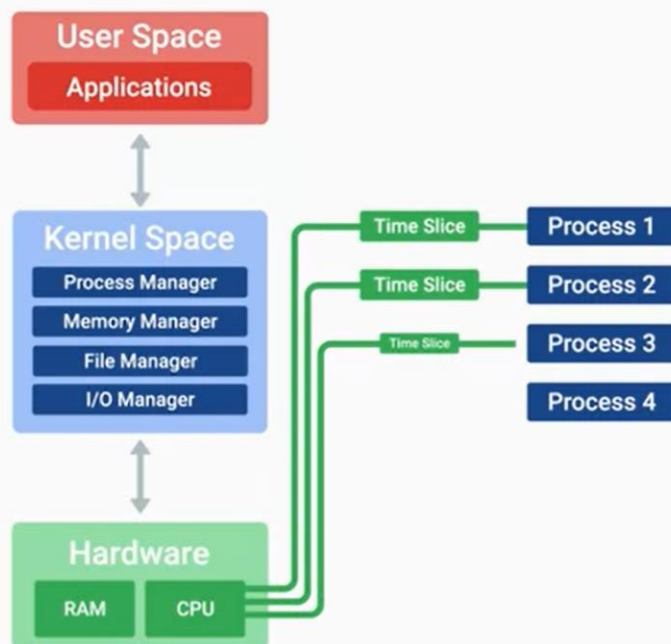 User Space
Applications
Kernel Space
Process Manager
Memory Manager
File Manager
I/O Manager
Hardware
RAM
CPU
Time Slice
Process 1
Time Slice
Process 2
Time Slice
Process 3
Process 4